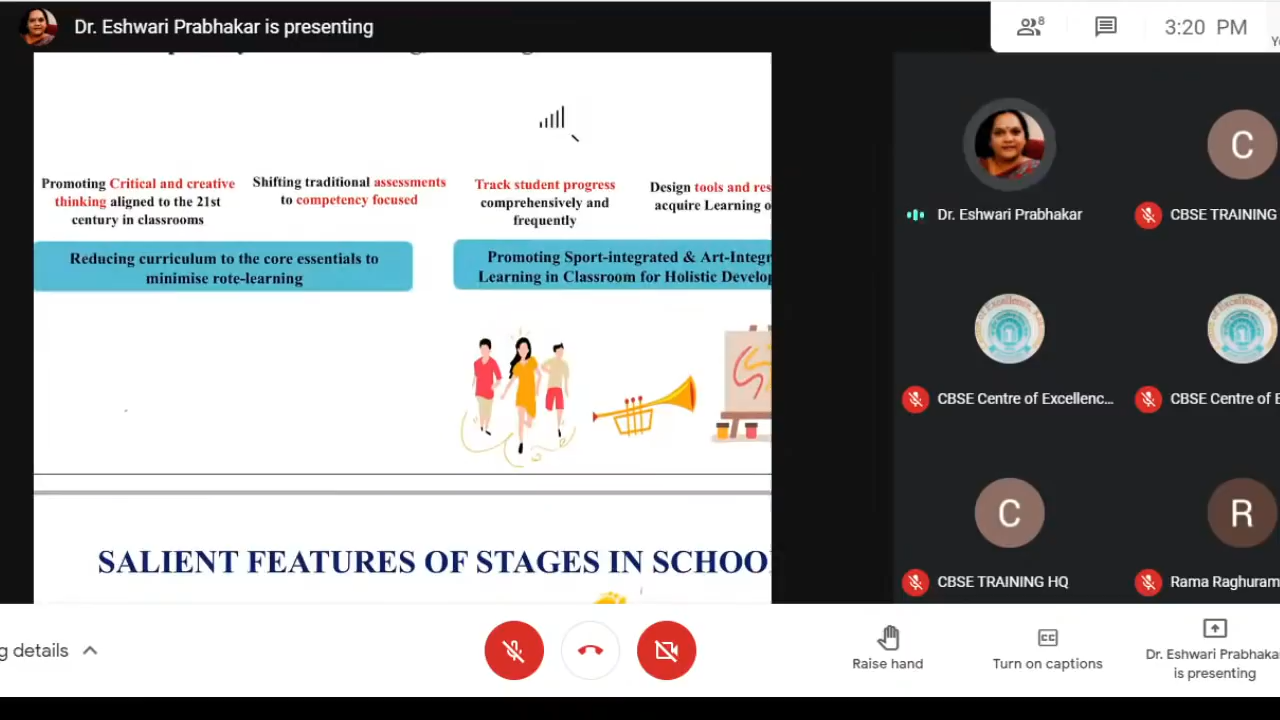 Dr. Eshwari Prabhakar is presenting
8
3:20 PM
Promoting Critical and creative
thinking aligned to the 21st
century in classrooms
Shifting traditional assessments
to competency focused
Track student progress
comprehensively and
frequently
Design tools and res
acquire Learning o
Reducing curriculum to the core essentials to
minimise rote-learning
Promoting Sport-integrated & Art-Integr
Learning in Classroom for Holistic Develop
SALIENT FEATURES OF STAGES IN SCHOO
Dr. Eshwari Prabhakar
C
CBSE TRAINING
CBSE Centre of Excellenc...
CBSE Centre of E
C
CBSE TRAINING HQ
R
Rama Raghuram
g details
Raise hand
CC
Turn on captions
Dr. Eshwari Prabhaka
is presenting